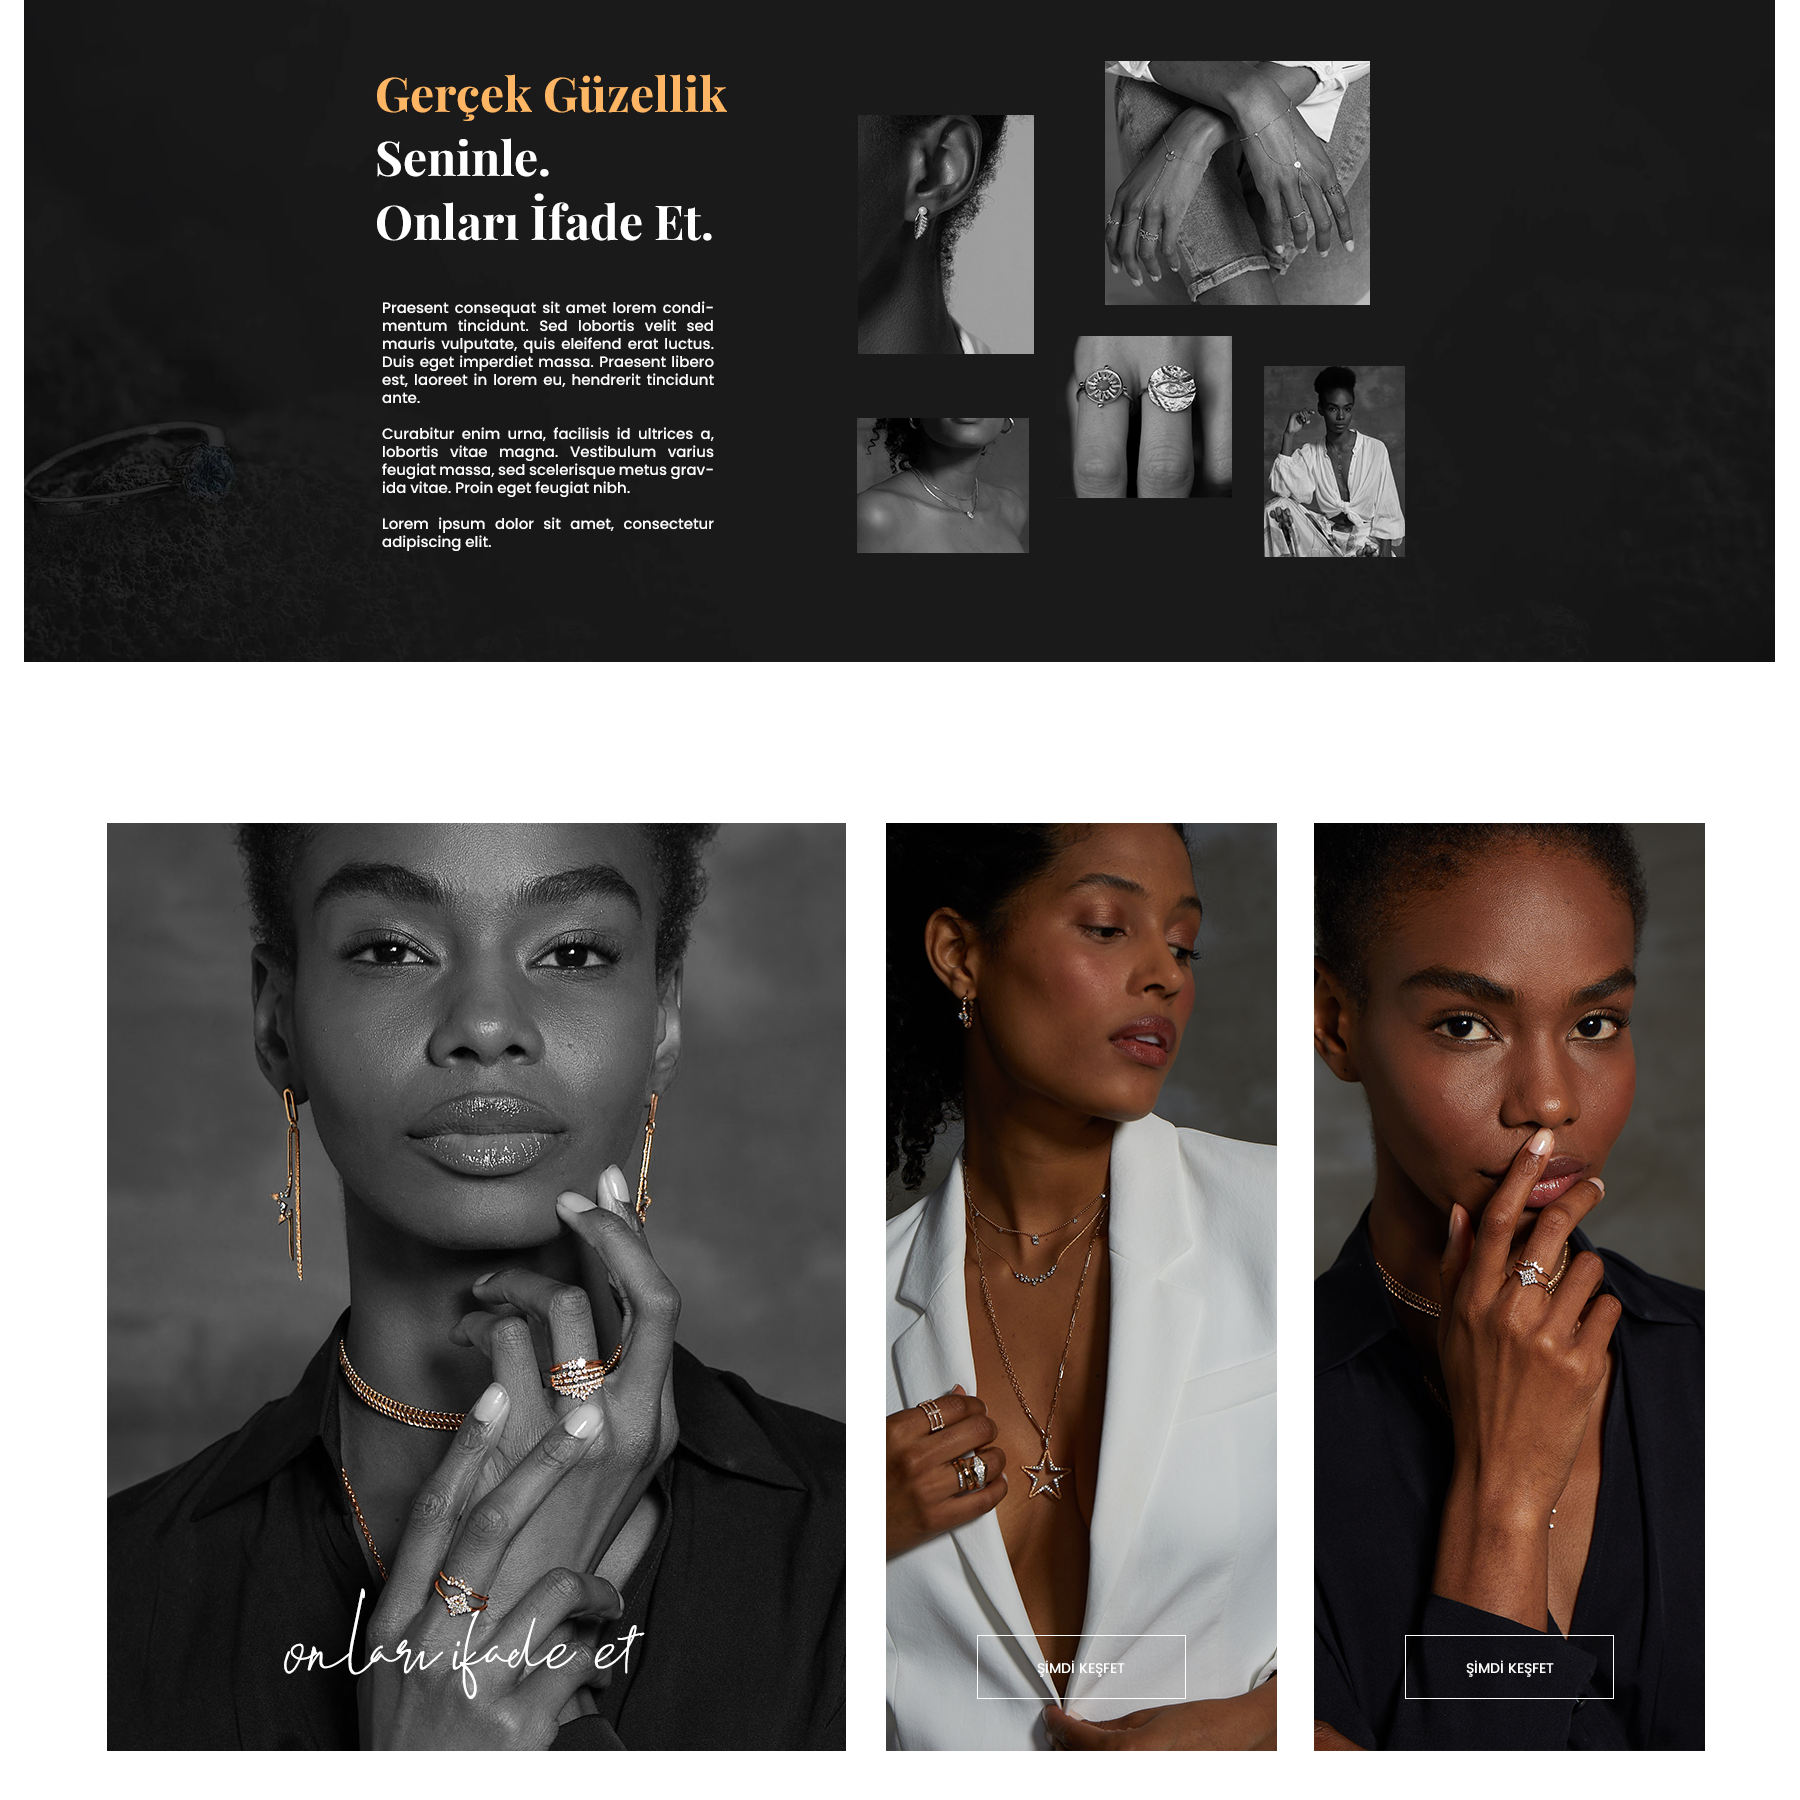 Gerçek Güzellik
Seninle.
Onları İfade Et.
Praesent consequat sit amet lorem condi-
mentum tincidunt. Sed lobortis velit sed
mauris vulputate, quis eleifend erat luctus.
Duis eget imperdiet massa. Praesent libero
est, laoreet in lorem eu, hendrerit tincidunt
ante.
Curabitur enim urna, facilisis id ultrices a,
lobortis vitae magna. Vestibulum varius
feugiat massa, sed scelerisque metus grav-
ida vitae. Proin eget feugiat nibh.
Lorem ipsum dolor sit amet, consectetur
adipiscing elit.
onları ifade et
ŞİMDİ KEŞFET
ŞİMDİ KEŞFET